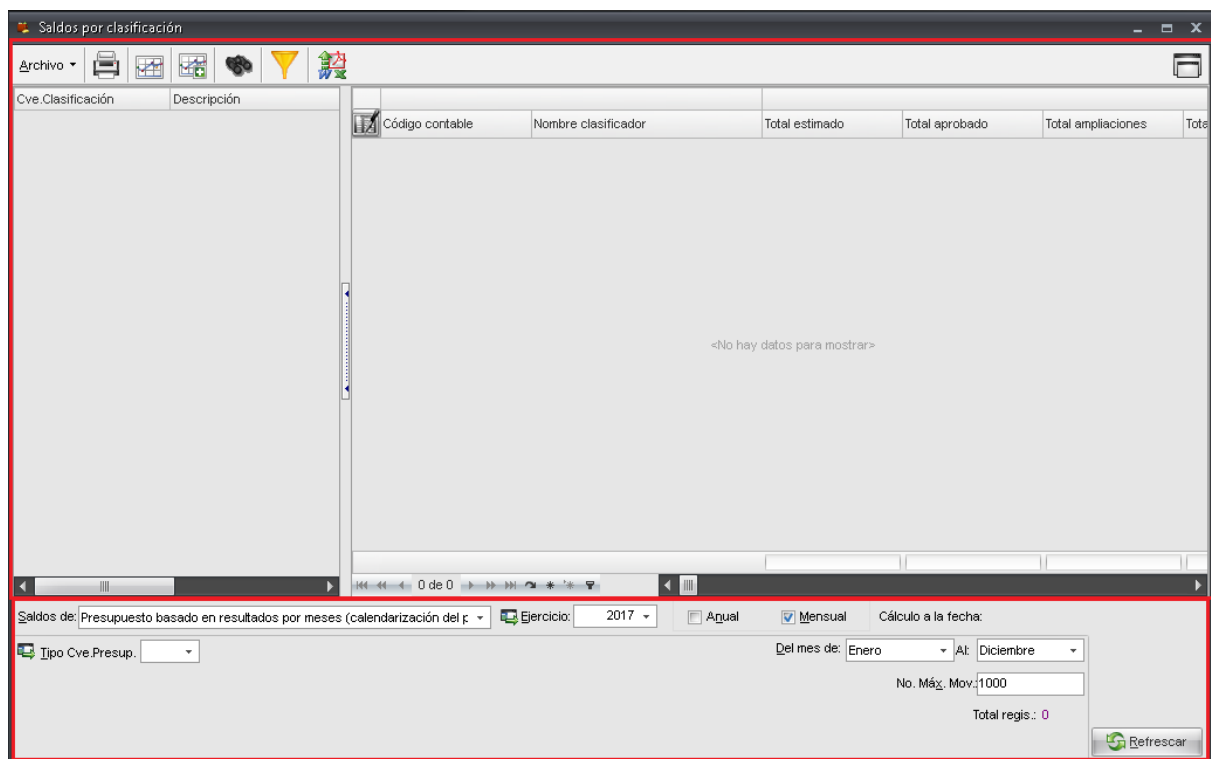 Saldos por clasificación
Archivo
Cve.Clasificación Descripción
Código contable Nombre clasificador Total estimado Total aprobado Total ampliaciones Tota
<No hay datos para mostrar>
0 de 0
Saldos de: Presupuesto basado en resultados por meses (calendarización del p Ejercicio: 2017 Anual Mensual Cálculo a la fecha:
Tipo Cve.Presup. Del mes de: Enero Al: Diciembre
No. Máx. Mov.: 1000
Total regis.: 0
Refrescar